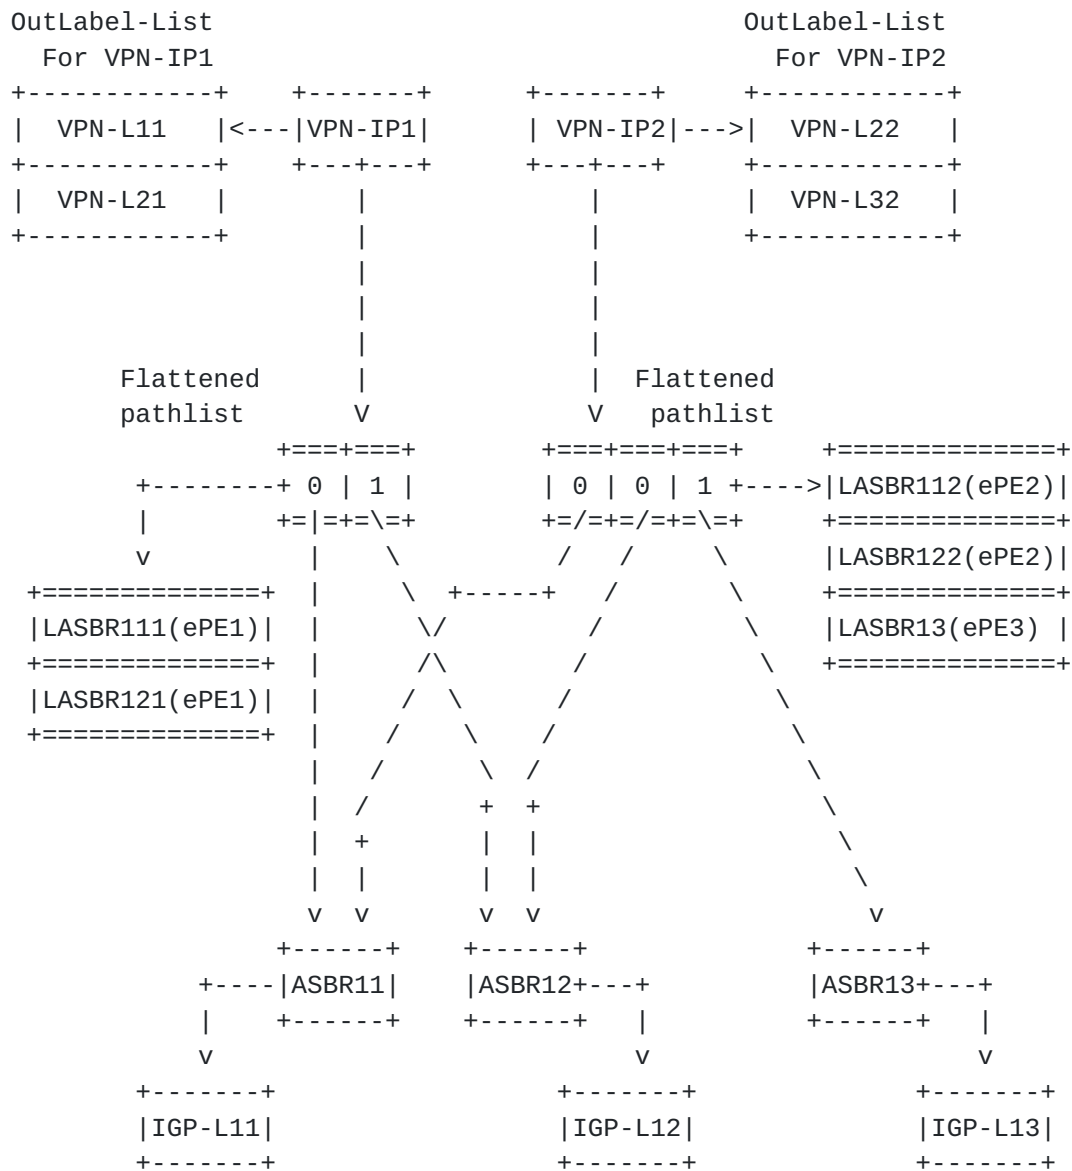 OutLabel-List                                  OutLabel-List
  For VPN-IP1                                    For VPN-IP2
+------------+    +-------+      +-------+     +------------+
|  VPN-L11   |<---|VPN-IP1|      | VPN-IP2|--->|  VPN-L22   |
+------------+    +---+---+      +---+---+     +------------+
|  VPN-L21   |        |              |         |  VPN-L32   |
+------------+        |              |         +------------+
                      |              |
                      |              |
                      |              |
       Flattened      |              |  Flattened
       pathlist       V              V   pathlist
                 +===+===+        +===+===+===+     +==============+
        +--------+ 0 | 1 |        | 0 | 0 | 1 +---->|LASBR112(ePE2)|
        |        +=|=+=\=+        +=/=+=/=+=\=+     +==============+
        v          |    \          /   /     \      |LASBR122(ePE2)|
 +==============+  |     \  +-----+   /       \     +==============+
 |LASBR111(ePE1)|  |      \/         /         \    |LASBR13(ePE3) |
 +==============+  |      /\        /           \   +==============+
 |LASBR121(ePE1)|  |     /  \      /             \
 +==============+  |    /    \    /               \
                   |   /      \  /                 \
                   |  /       +  +                  \
                   |  +       |  |                   \
                   |  |       |  |                    \
                   v  v       v  v                     v
                 +------+    +------+              +------+
            +----|ASBR11|    |ASBR12+---+          |ASBR13+---+
            |    +------+    +------+   |          +------+   |
            v                           v                     v
        +-------+                  +-------+              +-------+
        |IGP-L11|                  |IGP-L12|              |IGP-L13|
        +-------+                  +-------+              +-------+